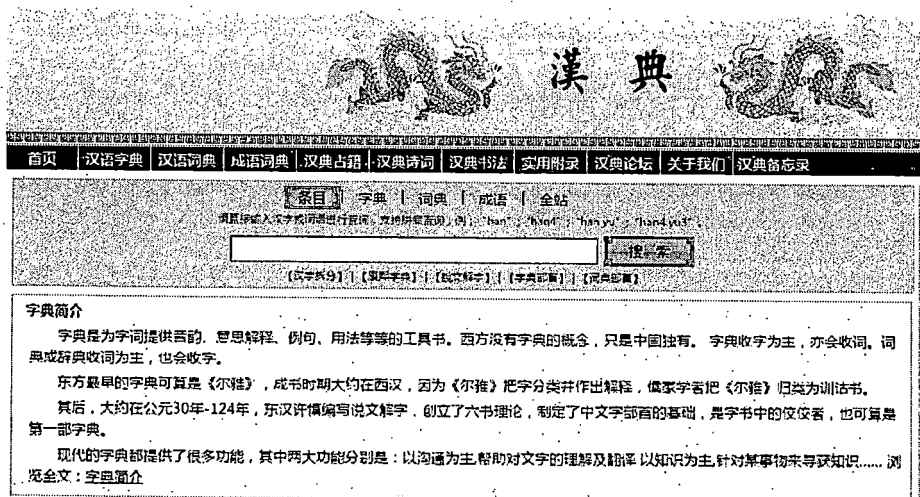 漢 典
首页 汉语字典 汉语词典 成语词典 汉典古籍 汉典诗词 汉典书法 实用附录 汉典论坛 关于我们 汉典备忘录
条目 | 字典 | 词典 | 成语 | 全站
"han" "han4" "han yu" "han4 yu3"
搜 索
字典简介
字典是为字词提供音韵、意思解释、例句、用法等等的工具书。西方没有字典的概念，只是中国独有。 字典收字为主，亦会收词。词
典或辞典收词为主，也会收字。
东方最早的字典可算是《尔雅》，成书时期大约在西汉，因为《尔雅》把字分类并作出解释，儒家学者把《尔雅》归类为训诂书。
其后，大约在公元30年-124年，东汉许慎编写说文解字，创立了六书理论，制定了中文字部首的基础，是字书中的佼佼者，也可算是
第一部字典。
现代的字典都提供了很多功能，其中两大功能分别是：以沟通为主,帮助对文字的理解及翻译 以知识为主,针对某事物来寻获知识...... 浏
览全文：字典简介